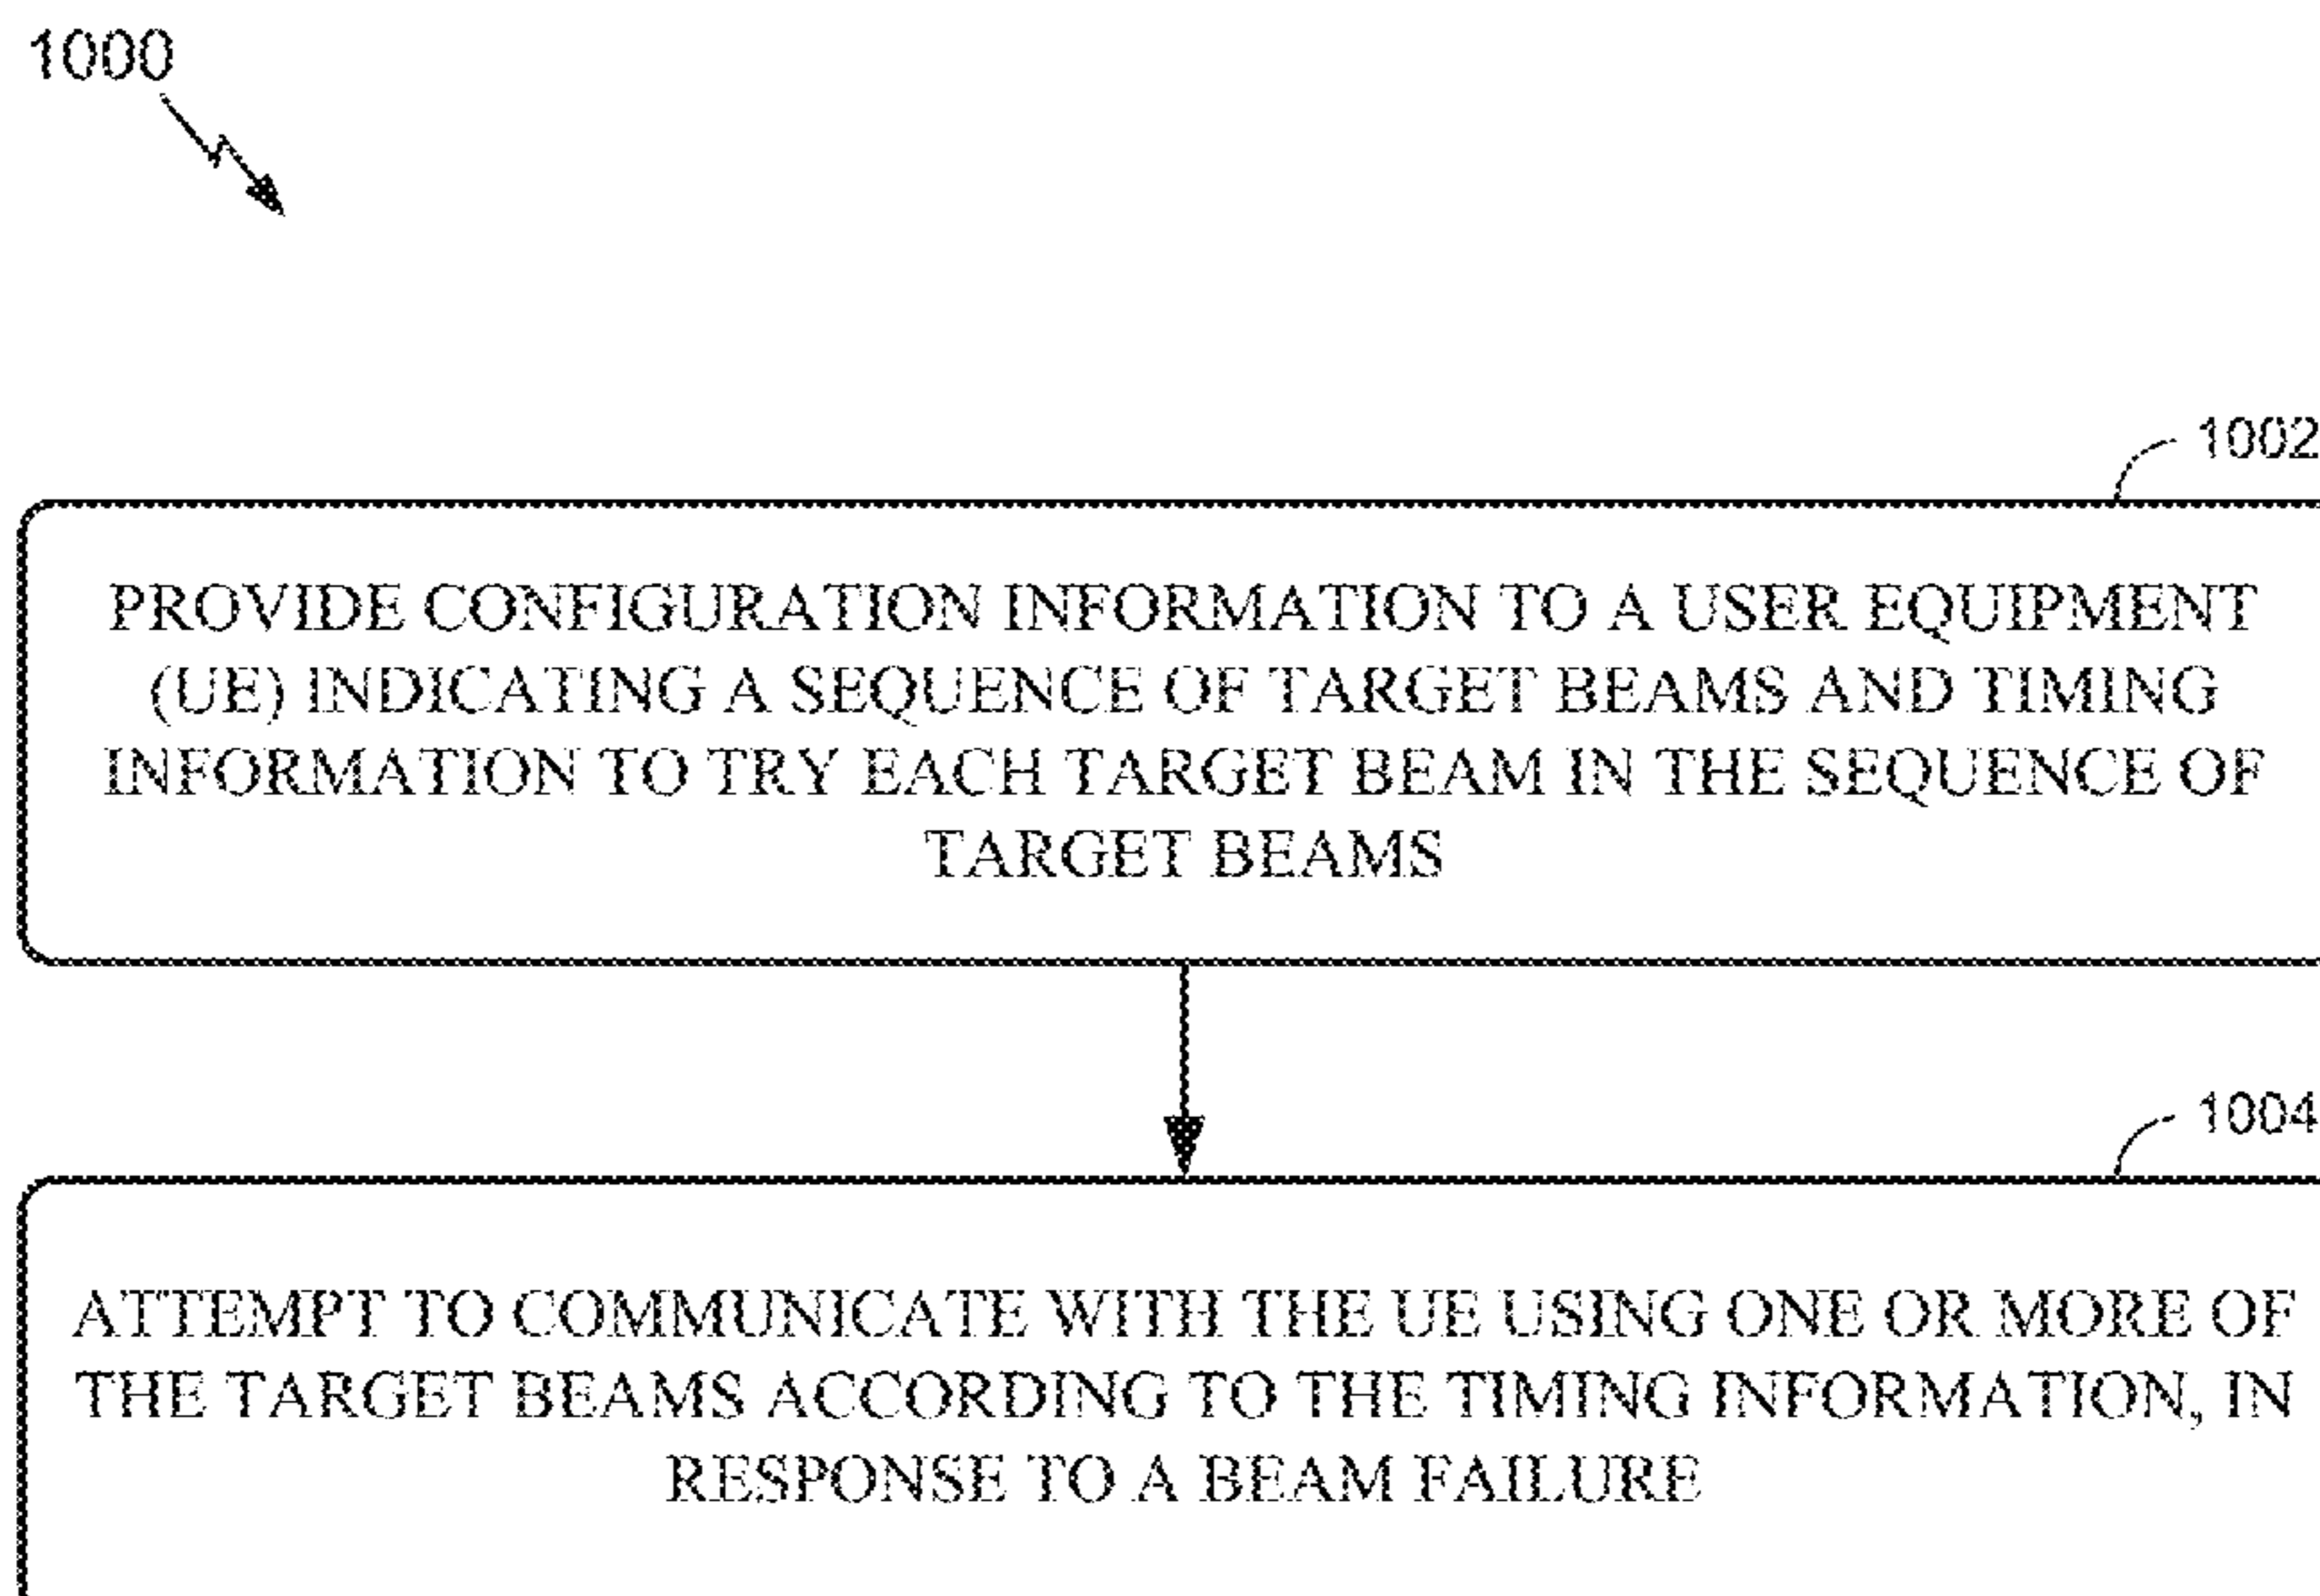 1000
1002
PROVIDE CONFIGURATION INFORMATION TO A USER EQUIPMENT
(UE) INDICATING A SEQUENCE OF TARGET BEAMS AND TIMING
INFORMATION TO TRY EACH TARGET BEAM IN THE SEQUENCE OF
TARGET BEAMS
1004
ATTEMPT TO COMMUNICATE WITH THE UE USING ONE OR MORE OF
THE TARGET BEAMS ACCORDING TO THE TIMING INFORMATION, IN
RESPONSE TO A BEAM FAILURE